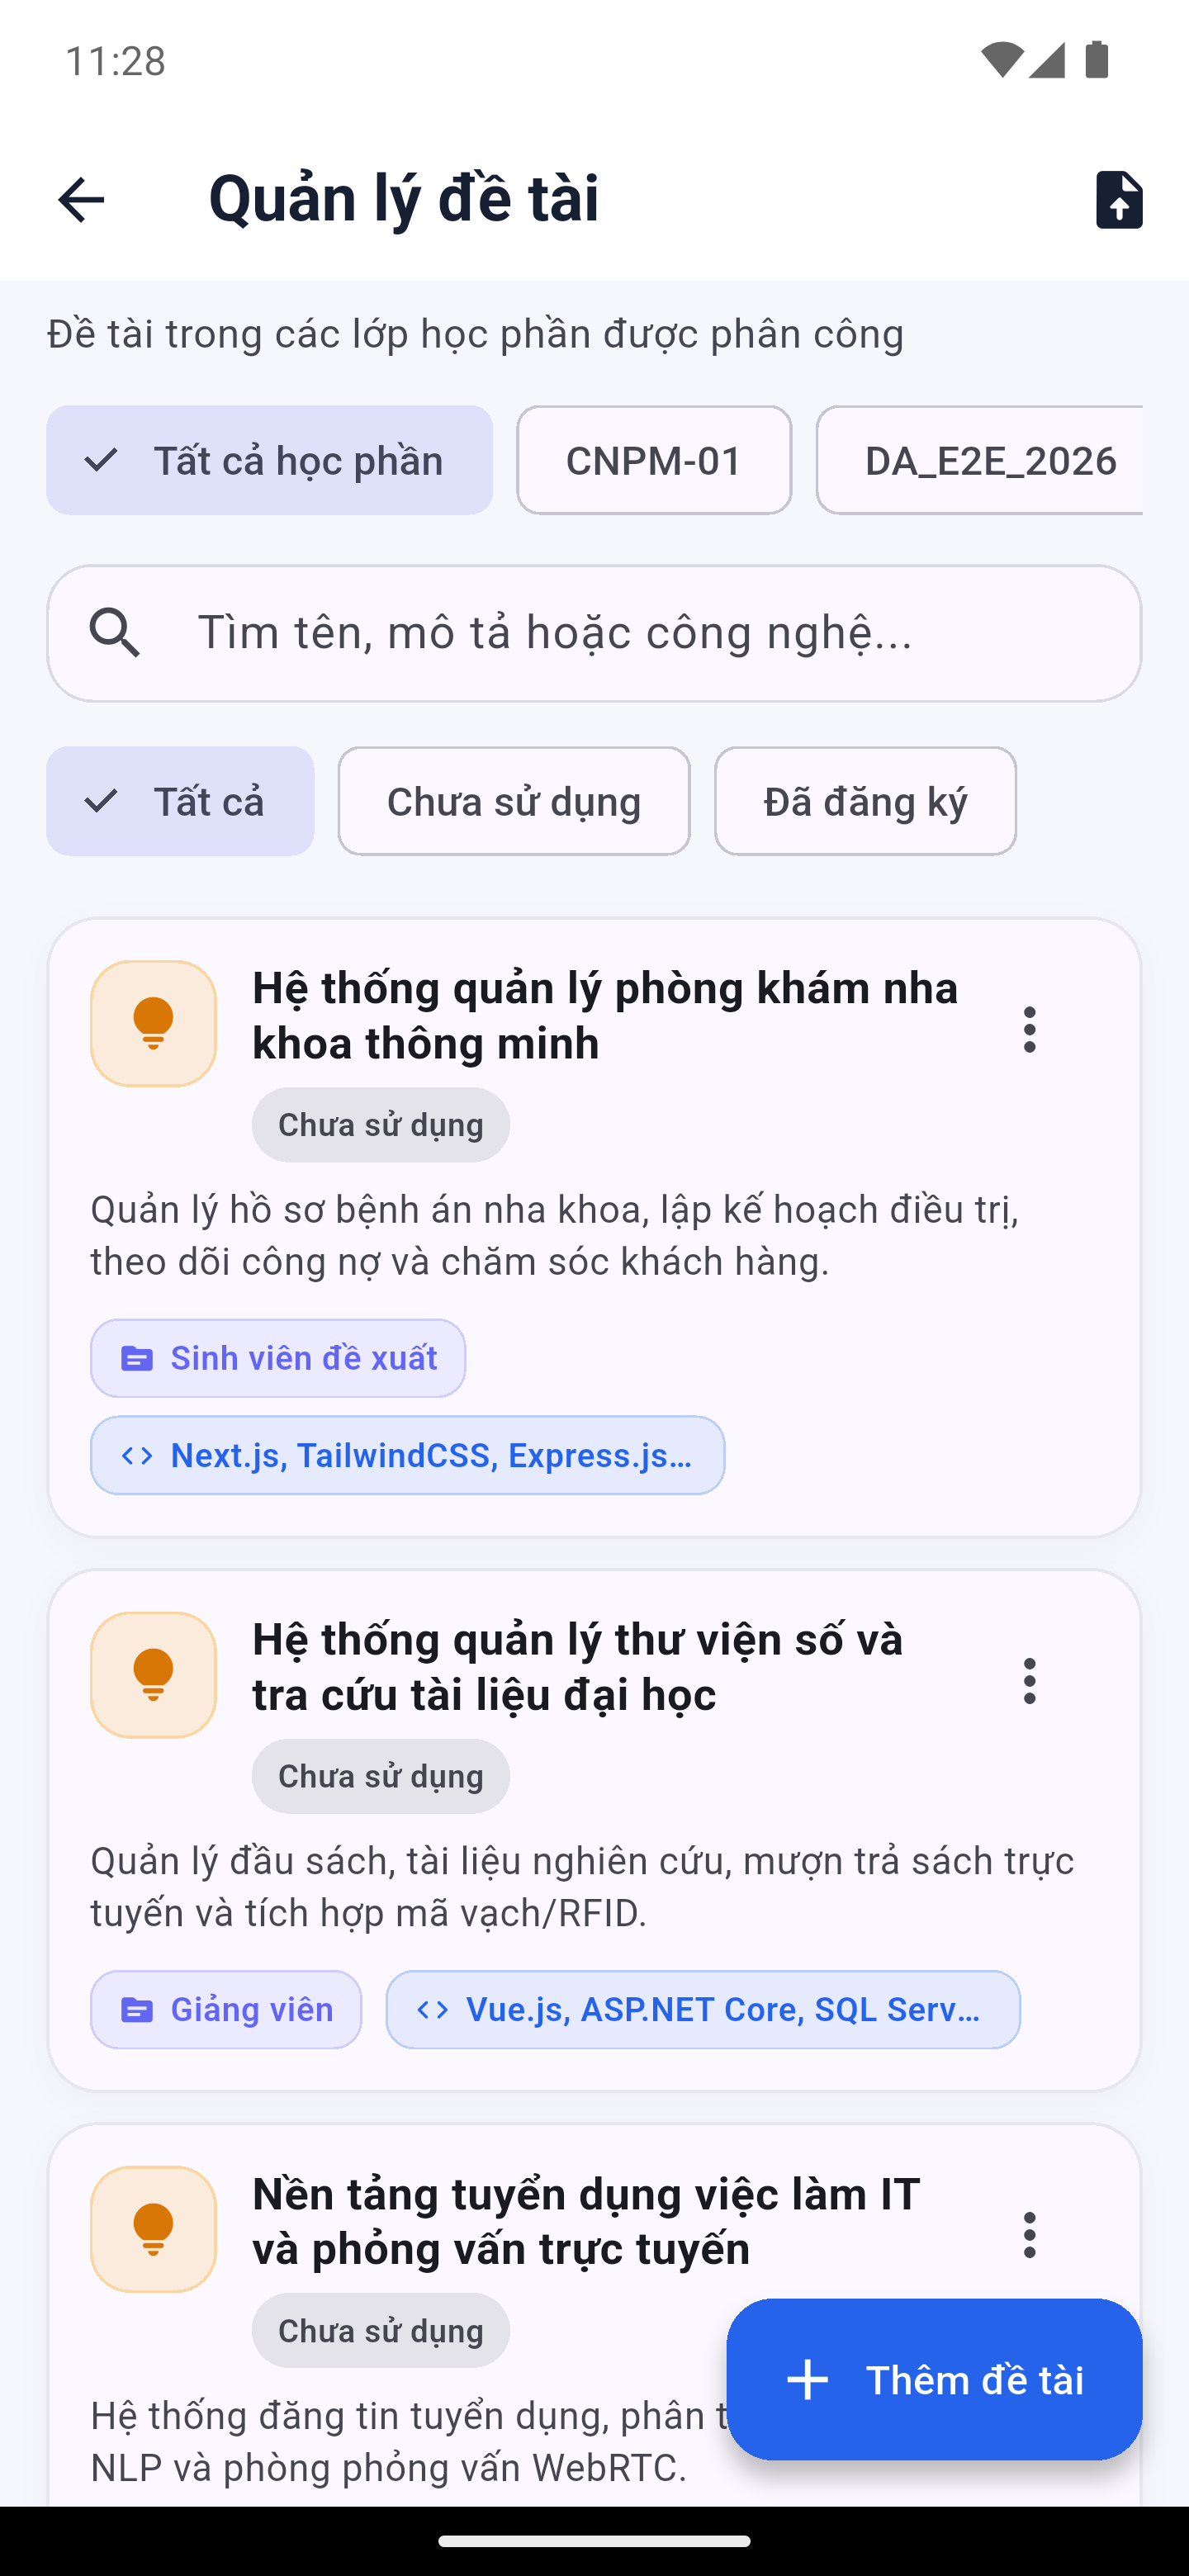 11:28
Quản lý đề tài
Đề tài trong các lớp học phần được phân công
Tất cả học phần
CNPM-01
DA_E2E_2026
Tìm tên, mô tả hoặc công nghệ...
Tất cả
Chưa sử dụng
Đã đăng ký
Hệ thống quản lý phòng khám nha
khoa thông minh
Chưa sử dụng
Quản lý hồ sơ bệnh án nha khoa, lập kế hoạch điều trị,
theo dõi công nợ và chăm sóc khách hàng.
Sinh viên đề xuất
Next.js, TailwindCSS, Express.js...
Hệ thống quản lý thư viện số và
tra cứu tài liệu đại học
Chưa sử dụng
Quản lý đầu sách, tài liệu nghiên cứu, mượn trả sách trực
tuyến và tích hợp mã vạch/RFID.
Giảng viên
Vue.js, ASP.NET Core, SQL Serv...
Nền tảng tuyển dụng việc làm IT
và phỏng vấn trực tuyến
Chưa sử dụng
Thêm đề tài
Hệ thống đăng tin tuyển dụng, phân
NLP và phòng phỏng vấn WebRTC.